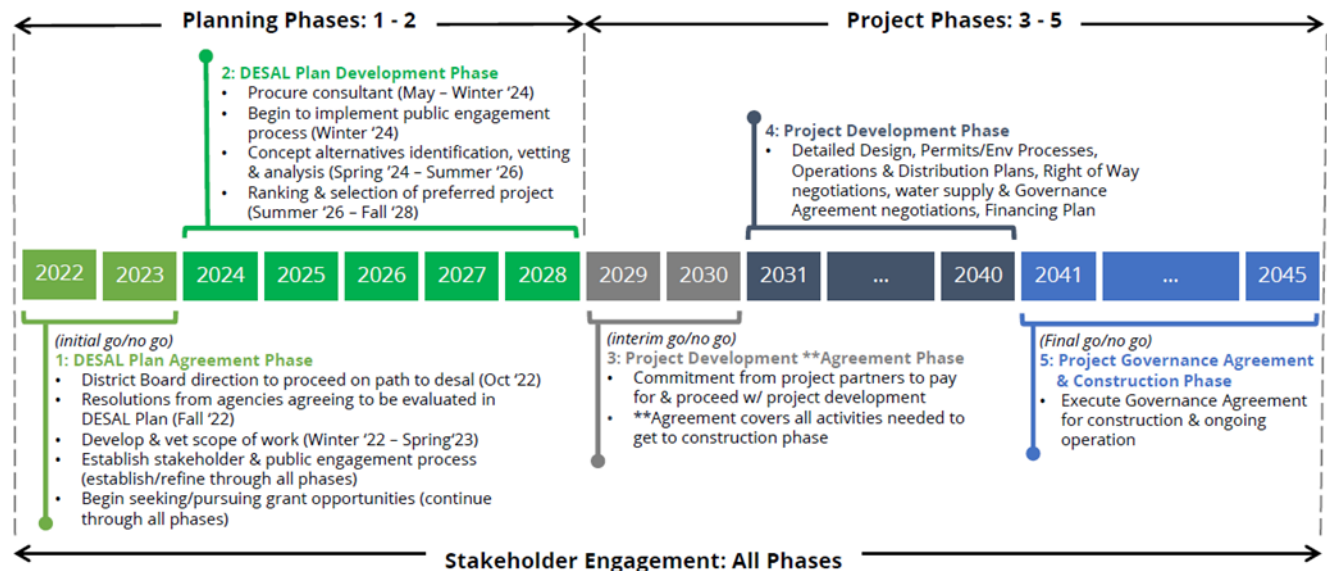 Planning Phases: 1 - 2
Project Phases: 3 - 5
2: DESAL Plan Development Phase
• Procure consultant (May – Winter ‘24)
• Begin to implement public engagement
process (Winter ‘24)
• Concept alternatives identification, vetting
& analysis (Spring ‘24 – Summer ‘26)
• Ranking & selection of preferred project
(Summer ‘26 – Fall ‘28)
4: Project Development Phase
• Detailed Design, Permits/Env Processes,
Operations & Distribution Plans, Right of Way
negotiations, water supply & Governance
Agreement negotiations, Financing Plan
2022 2023 2024 2025 2026 2027 2028 2029 2030 2031 ... 2040 2041 ... 2045
(initial go/no go)
1: DESAL Plan Agreement Phase
• District Board direction to proceed on path to desal (Oct ‘22)
• Resolutions from agencies agreeing to be evaluated in
DESAL Plan (Fall ‘22)
• Develop & vet scope of work (Winter ‘22 – Spring‘23)
• Establish stakeholder & public engagement process
(establish/refine through all phases)
• Begin seeking/pursuing grant opportunities (continue
through all phases)
(interim go/no go)
3: Project Development **Agreement Phase
• Commitment from project partners to pay
for & proceed w/ project development
• **Agreement covers all activities needed to
get to construction phase
(Final go/no go)
5: Project Governance Agreement
& Construction Phase
• Execute Governance Agreement
for construction & ongoing
operation
Stakeholder Engagement: All Phases